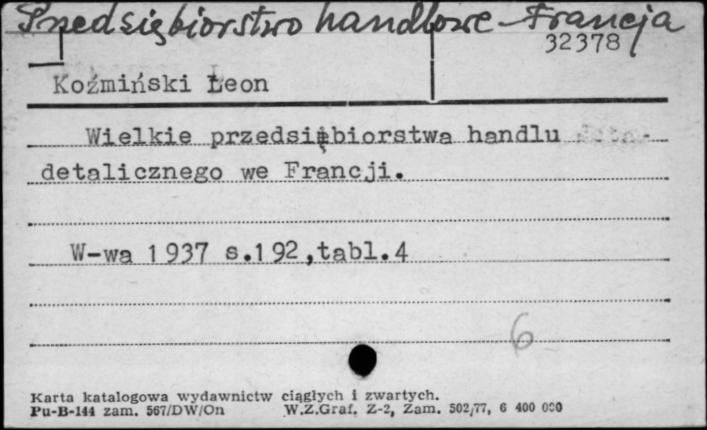 Przedsiębiorstwo handlowe - Francja
32378
Koźmiński Leon
Wielkie przedsiębiorstwa handlu
detalicznego we Francji.
W-wa 1937 s.192,tabl.4
6
Karta katalogowa wydawnictw ciągłych i zwartych.
Pu-B-144 zam. 567/DW/On W.Z.Graf. Z-2, Zam. 502/77, 6 400 000